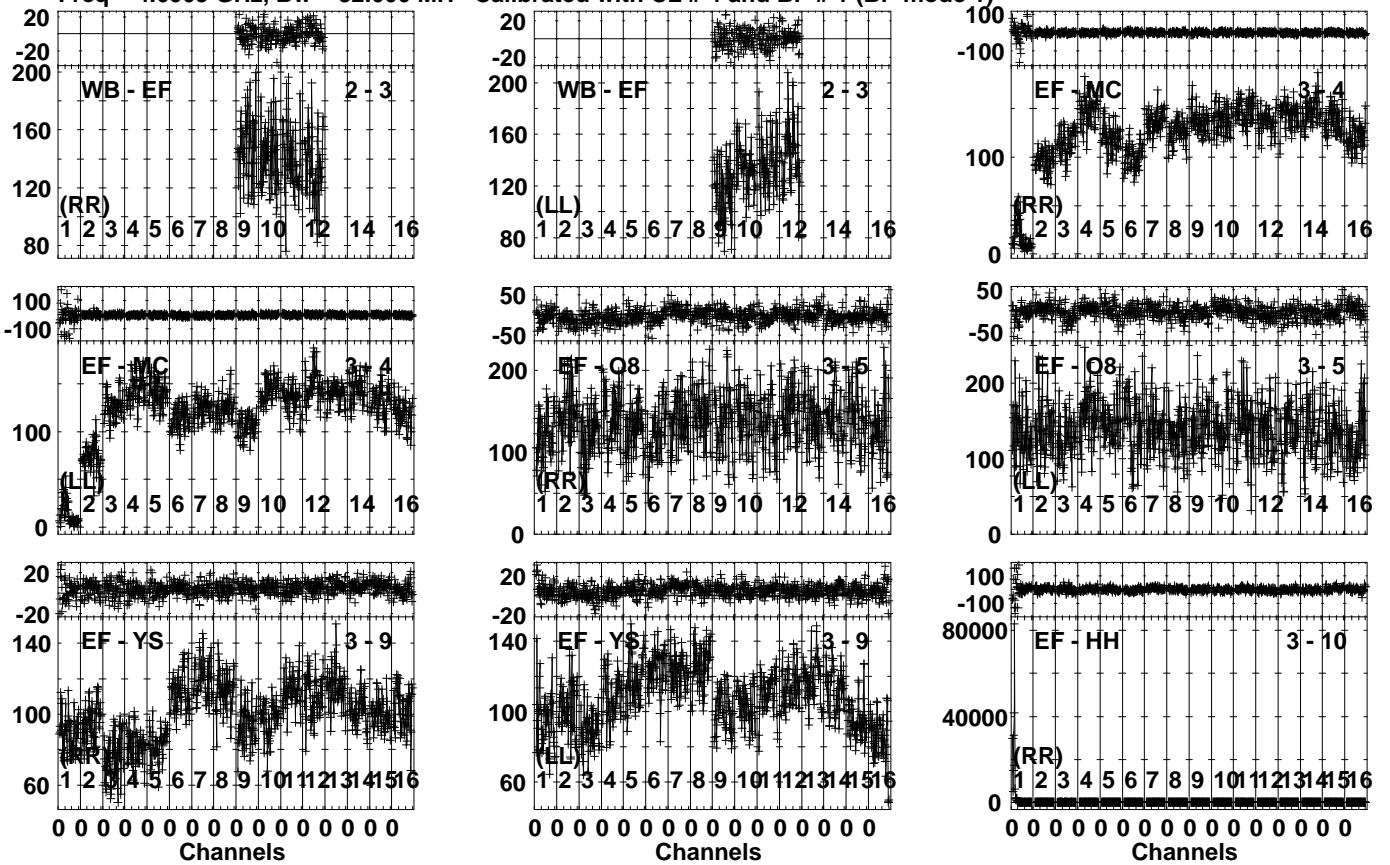 20 20 100
-20 -20 -100
200 WB - EF 2 - 3
160
120
(RR)
80 1 2 3 4 5 6 7 8 9 10 12 14 16
200 WB - EF 2 - 3
160
120
(LL)
80 1 2 3 4 5 6 7 8 9 10 12 14 16
EF - MC 3 - 4
100
(RR)
0 1 2 3 4 5 6 7 8 9 10 12 14 16
100 50 50
-100 -50 -50
EF - MC 3 - 4
100
(LL)
0 2 3 4 5 6 7 8 9 10 12 14 16
200 EF - O8 3 - 5
100
(RR)
0 1 2 3 4 5 6 7 8 9 10 12 14 16
200 EF - O8 3 - 5
100
(LL)
0 1 2 3 4 5 6 7 8 9 10 12 14 16
20 20 100
-20 -20 -100
140 EF - YS 3 - 9
100
(RR)
60 1 2 3 4 5 6 7 8 9 10 11 12 13 14 15 16
140 EF - YS 3 - 9
100
(LL)
60 1 2 3 4 5 6 7 8 9 10 11 12 13 14 15 16
80000 EF - HH 3 - 10
40000
(RR)
0 1 2 3 4 5 6 7 8 9 10 11 12 13 14 15 16
0 0 0 0 0 0 0 0 0 0 0 0 0 0 0 0
Channels
0 0 0 0 0 0 0 0 0 0 0 0 0 0 0 0
Channels
0 0 0 0 0 0 0 0 0 0 0 0 0 0 0 0
Channels